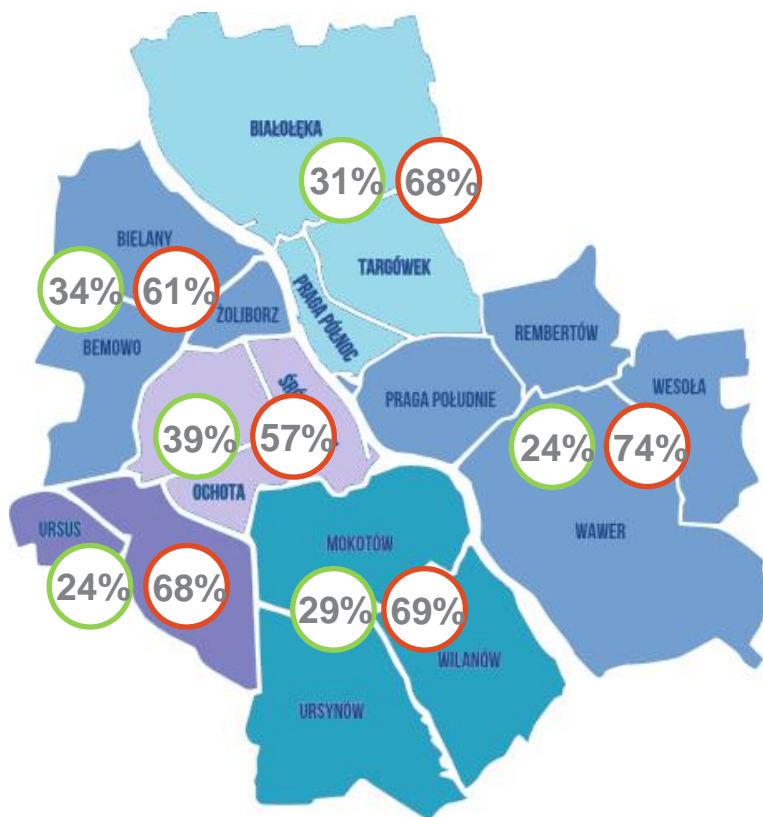 BIAŁOŁĘKA
31% 68%
BIELANY
TARGÓWEK
34% 61%
PRAGA PÓŁNOC
ŻOLIBORZ
REMBERTÓW
BEMOWO
WESOŁA
PRAGA POŁUDNIE
39% 57%
24% 74%
OCHOTA
URSUS
WAWER
MOKOTÓW
24% 68%
29% 69%
WILANÓW
URSYNÓW